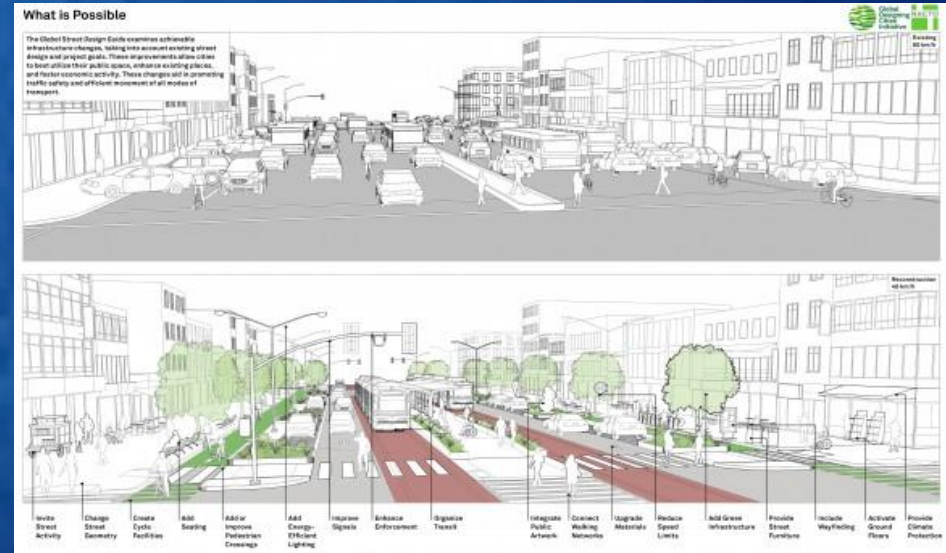 What is Possible
Global
Designing
Cities
Initiative
NACTO
The Global Street Design Guide examines achievable
infrastructure changes, taking into account existing street
design and project goals. These improvements allow cities
to best utilize their public space, enhance existing places,
and foster economic activity. These changes aid in promoting
traffic safety and efficient movement of all modes of
transport.
Existing
Reconstruction
40 km/h
Invite
Street
Activity
Change
Street
Geometry
Create
Cycle
Facilities
Add
Seating
Add or
Improve
Pedestrian
Crossings
Add
Energy-
Efficient
Lighting
Improve
Signals
Enhance
Enforcement
Organize
Transit
Integrate
Public
Artwork
Connect
Walking
Networks
Upgrade
Materials
Reduce
Speed
Limits
Add Green
Infrastructure
Provide
Street
Furniture
Include
Wayfinding
Activate
Ground
Floors
Provide
Climate
Protection